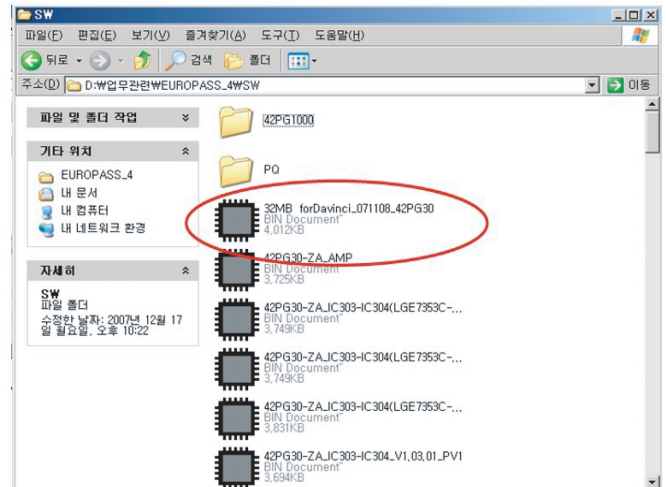 SW
파일(F) 편집(E) 보기(V) 즐겨찾기(A) 도구(T) 도움말(H)
뒤로 검색 폴더
주소(D) D:₩업무관련₩EUROPASS_4₩SW 이동
파일 및 폴더 작업
기타 위치
EUROPASS_4
내 문서
내 컴퓨터
내 네트워크 환경
자세히
SW
파일 폴더
수정한 날짜: 2007년 12월 17
일 월요일, 오후 10:22
42PG1000
PQ
32MB_forDavinci_071108_42PG30
BIN Document"
4,012KB
42PG30-ZA_AMP
BIN Document"
3,725KB
42PG30-ZA_IC303-IC304(LGE7353C-...
BIN Document"
3,749KB
42PG30-ZA_IC303-IC304(LGE7353C-...
BIN Document"
3,749KB
42PG30-ZA_IC303-IC304(LGE7353C-...
BIN Document"
3,831KB
42PG30-ZA_IC303-IC304_V1,03,01_PV1
BIN Document"
3,694KB